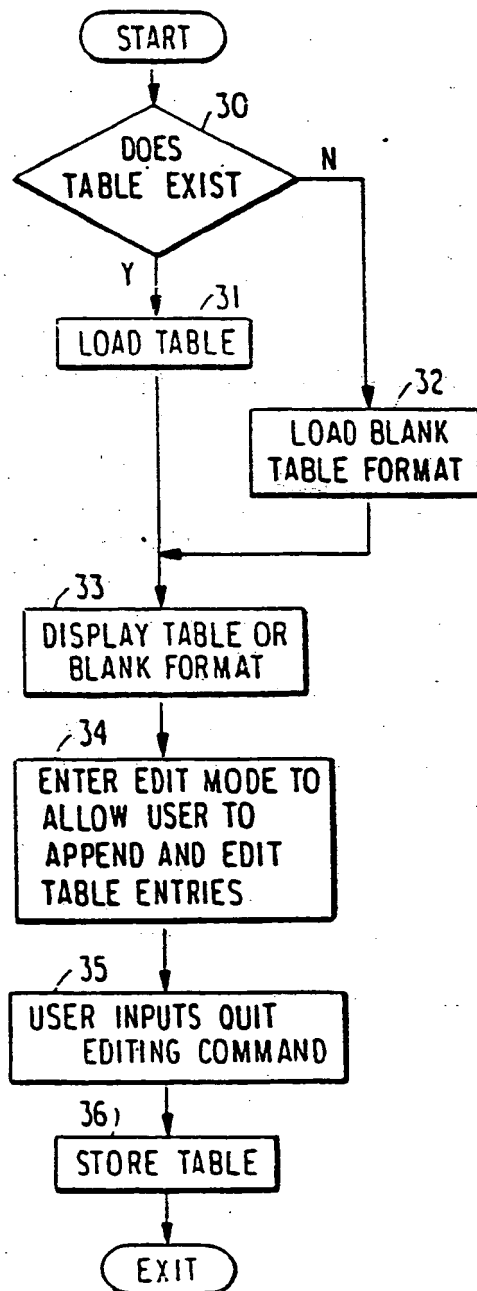 START
30
DOES
TABLE EXIST
N
Y
31
LOAD TABLE
32
LOAD BLANK
TABLE FORMAT
33
DISPLAY TABLE OR
BLANK FORMAT
34
ENTER EDIT MODE TO
ALLOW USER TO
APPEND AND EDIT
TABLE ENTRIES
35
USER INPUTS QUIT
EDITING COMMAND
36
STORE TABLE
EXIT